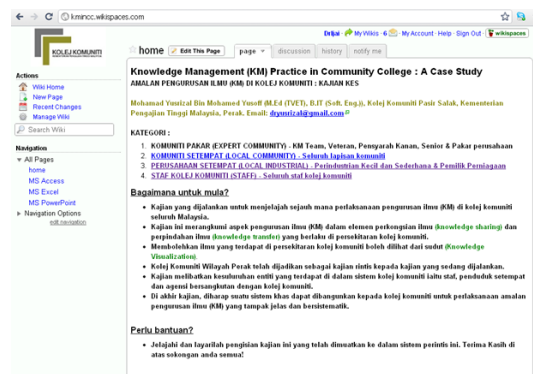 kmincc.wikispaces.com
Drijai · My Wikis · 6 · My Account · Help · Sign Out · wikispaces
KOLEJ KOMUNITI
home Edit This Page page discussion history notify me
Actions
Wiki Home
New Page
Recent Changes
Manage Wiki
Search Wiki
Navigation
All Pages
home
MS Access
MS Excel
MS PowerPoint
Navigation Options
edit navigation
Knowledge Management (KM) Practice in Community College : A Case Study
AMALAN PENGURUSAN ILMU (KM) DI KOLEJ KOMUNITI : KAJIAN KES
Mohamad Yusrizal Bin Mohamed Yusoff (M.Ed (TVET), B.IT (Soft. Eng.)), Kolej Komuniti Pasir Salak, Kementerian
Pengajian Tinggi Malaysia, Perak. Email: dryusrizal@gmail.com
KATEGORI :
1. KOMUNITI PAKAR (EXPERT COMMUNITY) - KM Team, Veteran, Pensyarah Kanan, Senior & Pakar perusahaan
2. KOMUNITI SETEMPAT (LOCAL COMMUNITY) - Seluruh lapisan komuniti
3. PERUSAHAAN SETEMPAT (LOCAL INDUSTRIAL) - Perindustrian Kecil dan Sederhana & Pemilik Perniagaan
4. STAF KOLEJ KOMUNITI (STAFF) - Seluruh staf kolej komuniti
Bagaimana untuk mula?
• Kajian yang dijalankan untuk menjelajah sejauh mana perlaksanaan pengurusan ilmu (KM) di kolej komuniti
seluruh Malaysia.
• Kajian ini merangkumi aspek pengurusan ilmu (KM) dalam elemen perkongsian ilmu (knowledge sharing) dan
perpindahan ilmu (knowledge transfer) yang berlaku di persekitaran kolej komuniti.
• Membolehkan ilmu yang terdapat di persekitaran kolej komuniti boleh dilihat dari sudut (Knowledge
Visualization).
• Kolej Komuniti Wilayah Perak telah dijadikan sebagai kajian rintis kepada kajian yang sedang dijalankan.
• Kajian melibatkan kesuluruhan entiti yang terdapat di dalam sistem kolej komuniti iaitu staf, penduduk setempat
dan agensi bersangkutan dengan kolej komuniti.
• Di akhir kajian, diharap suatu sistem khas dapat dibangunkan kepada kolej komuniti untuk perlaksanaan amalan
pengurusan ilmu (KM) yang tampak jelas dan bersistematik.
Perlu bantuan?
• Jelajahi dan layarilah pengisian kajian ini yang telah dimuatkan ke dalam sistem perintis ini. Terima Kasih di
atas sokongan anda semua!